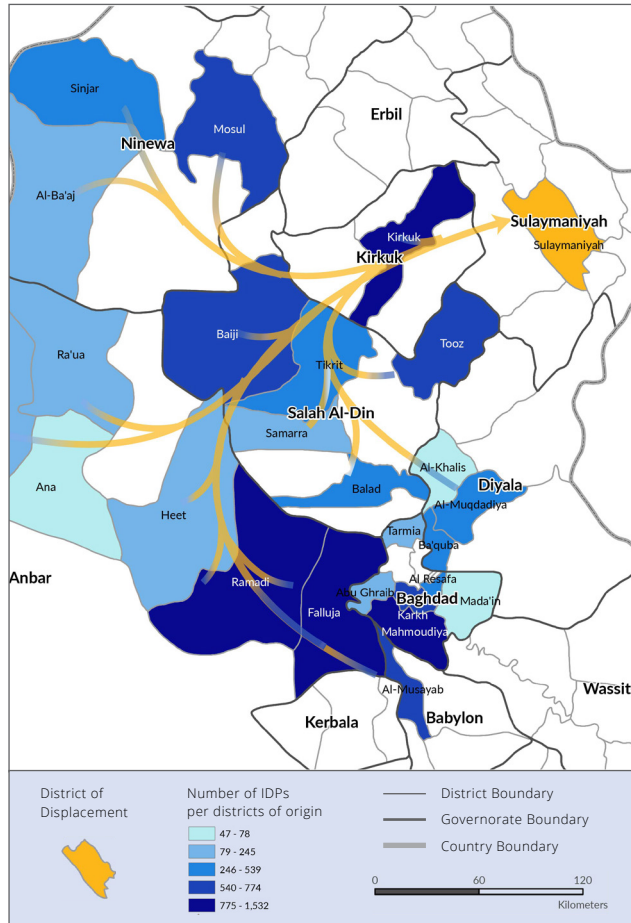 Sinjar
Mosul
Erbil
Ninewa
Al-Ba'aj
Sulaymaniyah
Kirkuk
Sulaymaniyah
Kirkuk
Baiji
Tooz
Ra'ua
Tikrit
Salah Al-Din
Samarra
Al-Khalis
Ana
Balad
Diyala
Heet
Al-Muqdadiya
Tarmia
Ba'quba
Anbar
Ramadi
Al Resafa
Abu Ghraib
Baghdad
Mada'in
Falluja
Karkh
Mahmoudiya
Al-Musayab
Wassit
Kerbala
Babylon
District of
Displacement
Number of IDPs
per districts of origin
47 - 78
79 - 245
246 - 539
540 - 774
775 - 1,532
District Boundary
Governorate Boundary
Country Boundary
0 60 120
Kilometers